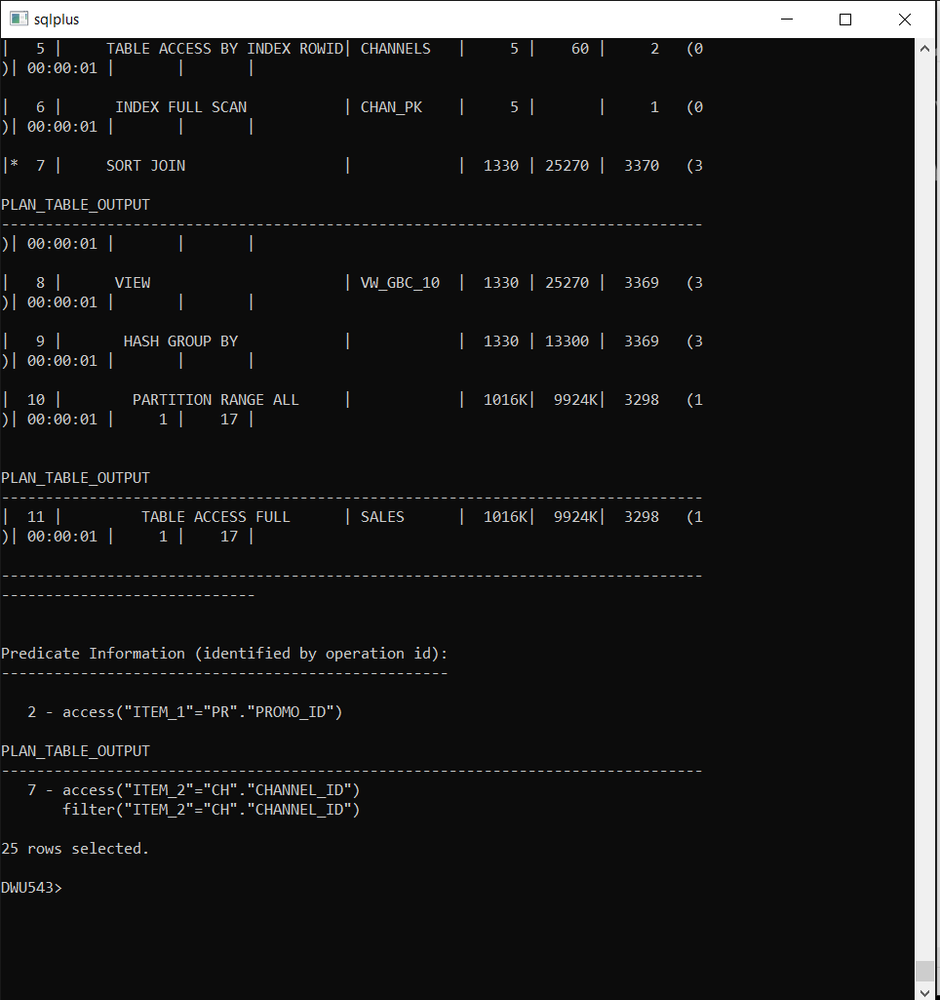 sqlplus
|   5 |     TABLE ACCESS BY INDEX ROWID| CHANNELS   |     5 |    60 |     2   (0
)| 00:00:01 |       |       |
|   6 |      INDEX FULL SCAN           | CHAN_PK    |     5 |       |     1   (0
)| 00:00:01 |       |       |
|*  7 |     SORT JOIN                  |            |  1330 | 25270 |  3370   (3
PLAN_TABLE_OUTPUT
--------------------------------------------------------------------------------
)| 00:00:01 |       |       |
|   8 |      VIEW                      | VW_GBC_10  |  1330 | 25270 |  3369   (3
)| 00:00:01 |       |       |
|   9 |       HASH GROUP BY            |            |  1330 | 13300 |  3369   (3
)| 00:00:01 |       |       |
|  10 |        PARTITION RANGE ALL     |            |  1016K|  9924K|  3298   (1
)| 00:00:01 |     1 |    17 |
PLAN_TABLE_OUTPUT
--------------------------------------------------------------------------------
|  11 |         TABLE ACCESS FULL      | SALES      |  1016K|  9924K|  3298   (1
)| 00:00:01 |     1 |    17 |
--------------------------------------------------------------------------------
-----------------------------
Predicate Information (identified by operation id):
---------------------------------------------------
   2 - access("ITEM_1"="PR"."PROMO_ID")
PLAN_TABLE_OUTPUT
--------------------------------------------------------------------------------
   7 - access("ITEM_2"="CH"."CHANNEL_ID")
       filter("ITEM_2"="CH"."CHANNEL_ID")
25 rows selected.
DWU543>